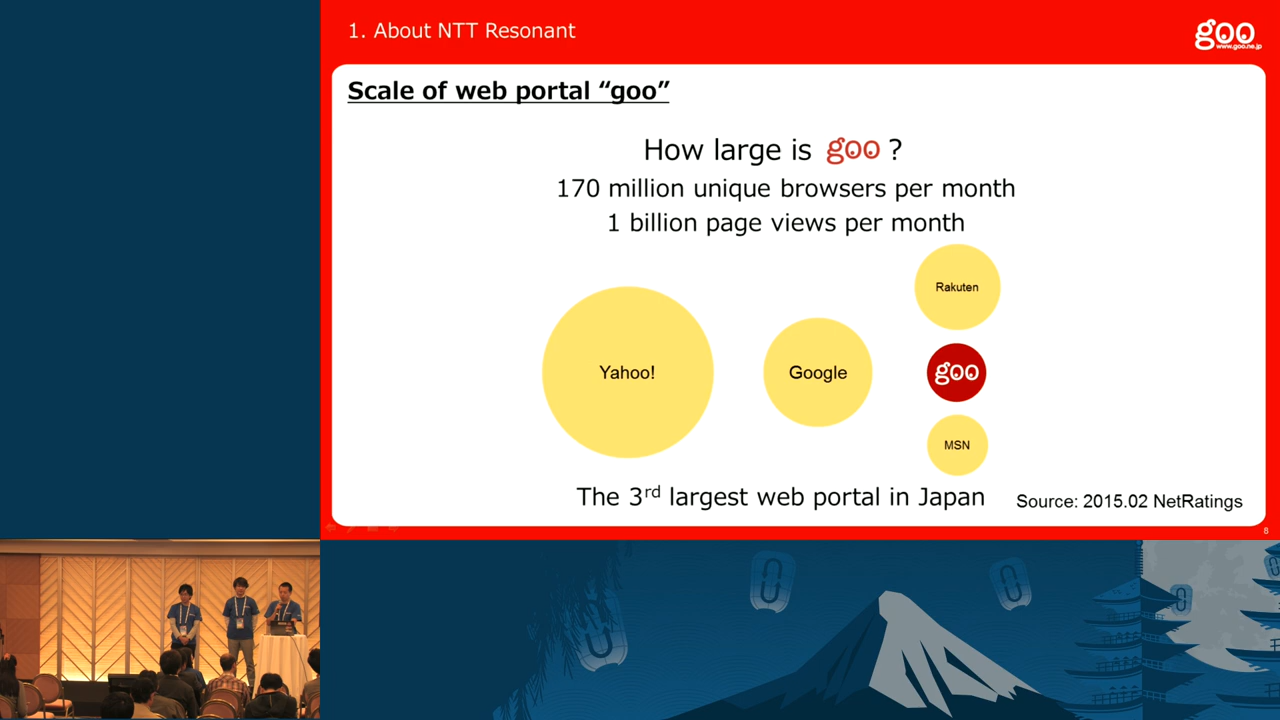 1. About NTT Resonant
goo
www.goo.ne.jp
Scale of web portal “goo”
How large is goo ?
170 million unique browsers per month
1 billion page views per month
Rakuten
Yahoo!
Google
goo
MSN
The 3rd largest web portal in Japan
Source: 2015.02 NetRatings
8